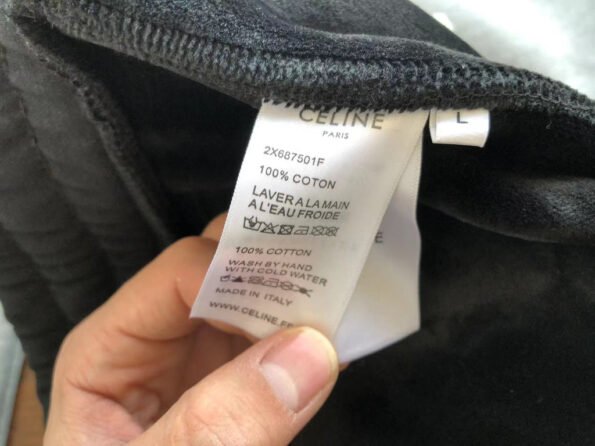 CELINE
PARIS
L
2X687501F
100% COTON
LAVER A LA MAIN
A L'EAU FROIDE
100% COTTON
WASH BY HAND
WITH COLD WATER
MADE IN ITALY
WWW.CELINE.FR
E